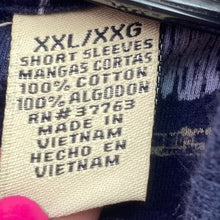 XXL/XXG
SHORT SLEEVES
MANGAS CORTAS
100% COTTON
100% ALGODON
RN#37763
MADE IN
VIETNAM
HECHO EN
VIETNAM